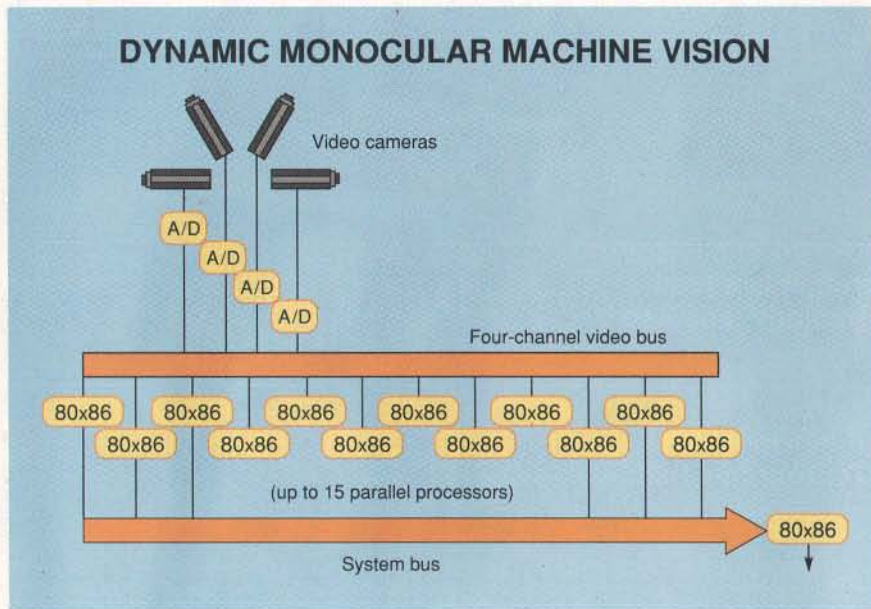 DYNAMIC MONOCULAR MACHINE VISION
Video cameras
A/D
A/D
A/D
A/D
Four-channel video bus
80x86 80x86 80x86 80x86 80x86 80x86
80x86 80x86 80x86 80x86 80x86 80x86
(up to 15 parallel processors)
80x86
System bus